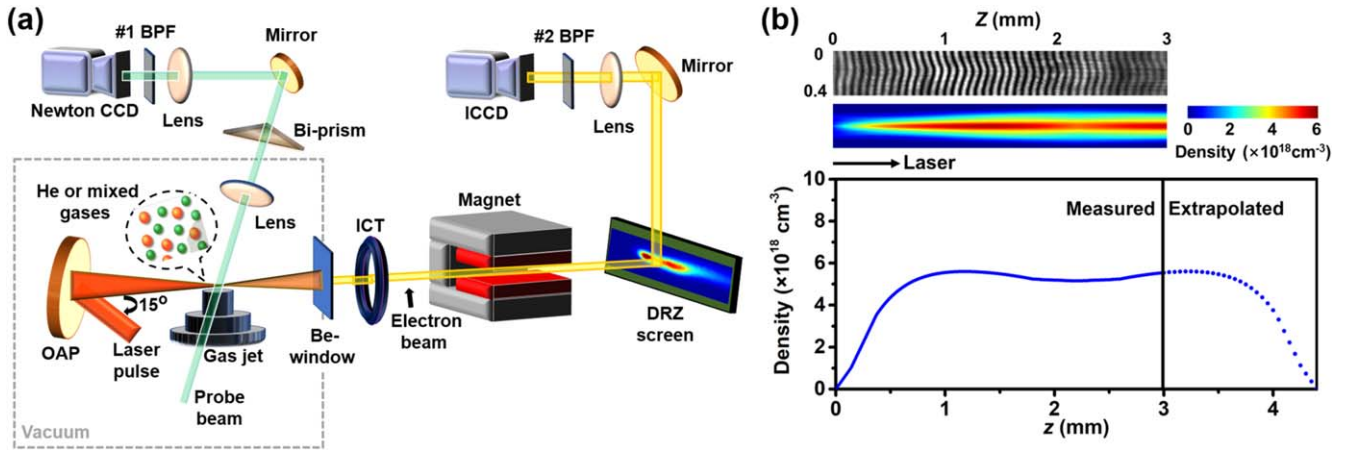 (a)
#1 BPF
Mirror
Newton CCD
Lens
Bi-prism
#2 BPF
Mirror
ICCD
Lens
He or mixed
gases
Lens
ICT
Magnet
15°
OAP
Laser
pulse
Gas jet
Be-
window
Electron
beam
DRZ
screen
Probe
beam
Vacuum
(b)
Z (mm)
0 1 2 3
0
0.4
0 2 4 6
Density (×10¹⁸cm⁻³)
Laser
10
8
6
4
2
0
Density (×10¹⁸ cm⁻³)
Measured
Extrapolated
0 1 2 3 4
z (mm)